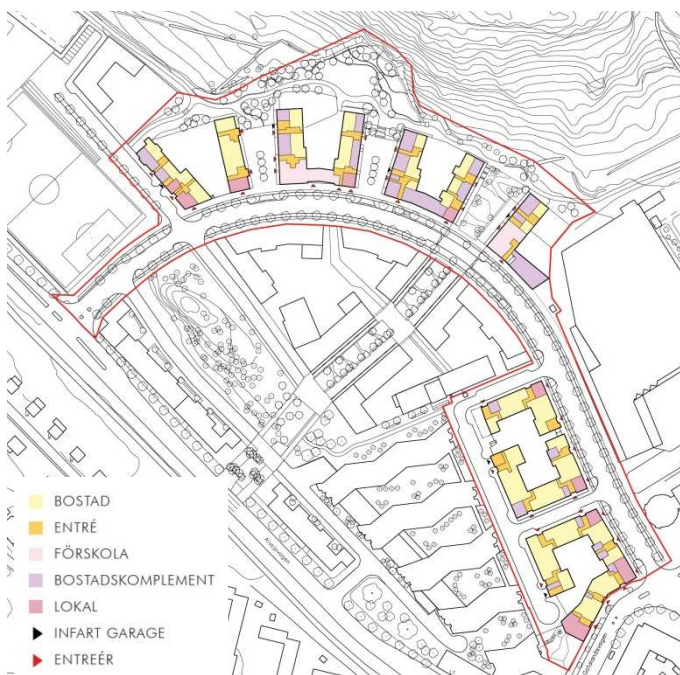 BOSTAD
ENTRÉ
FÖRSKOLA
BOSTADSKOMPLEMENT
LOKAL
INFART GARAGE
ENTREÉR